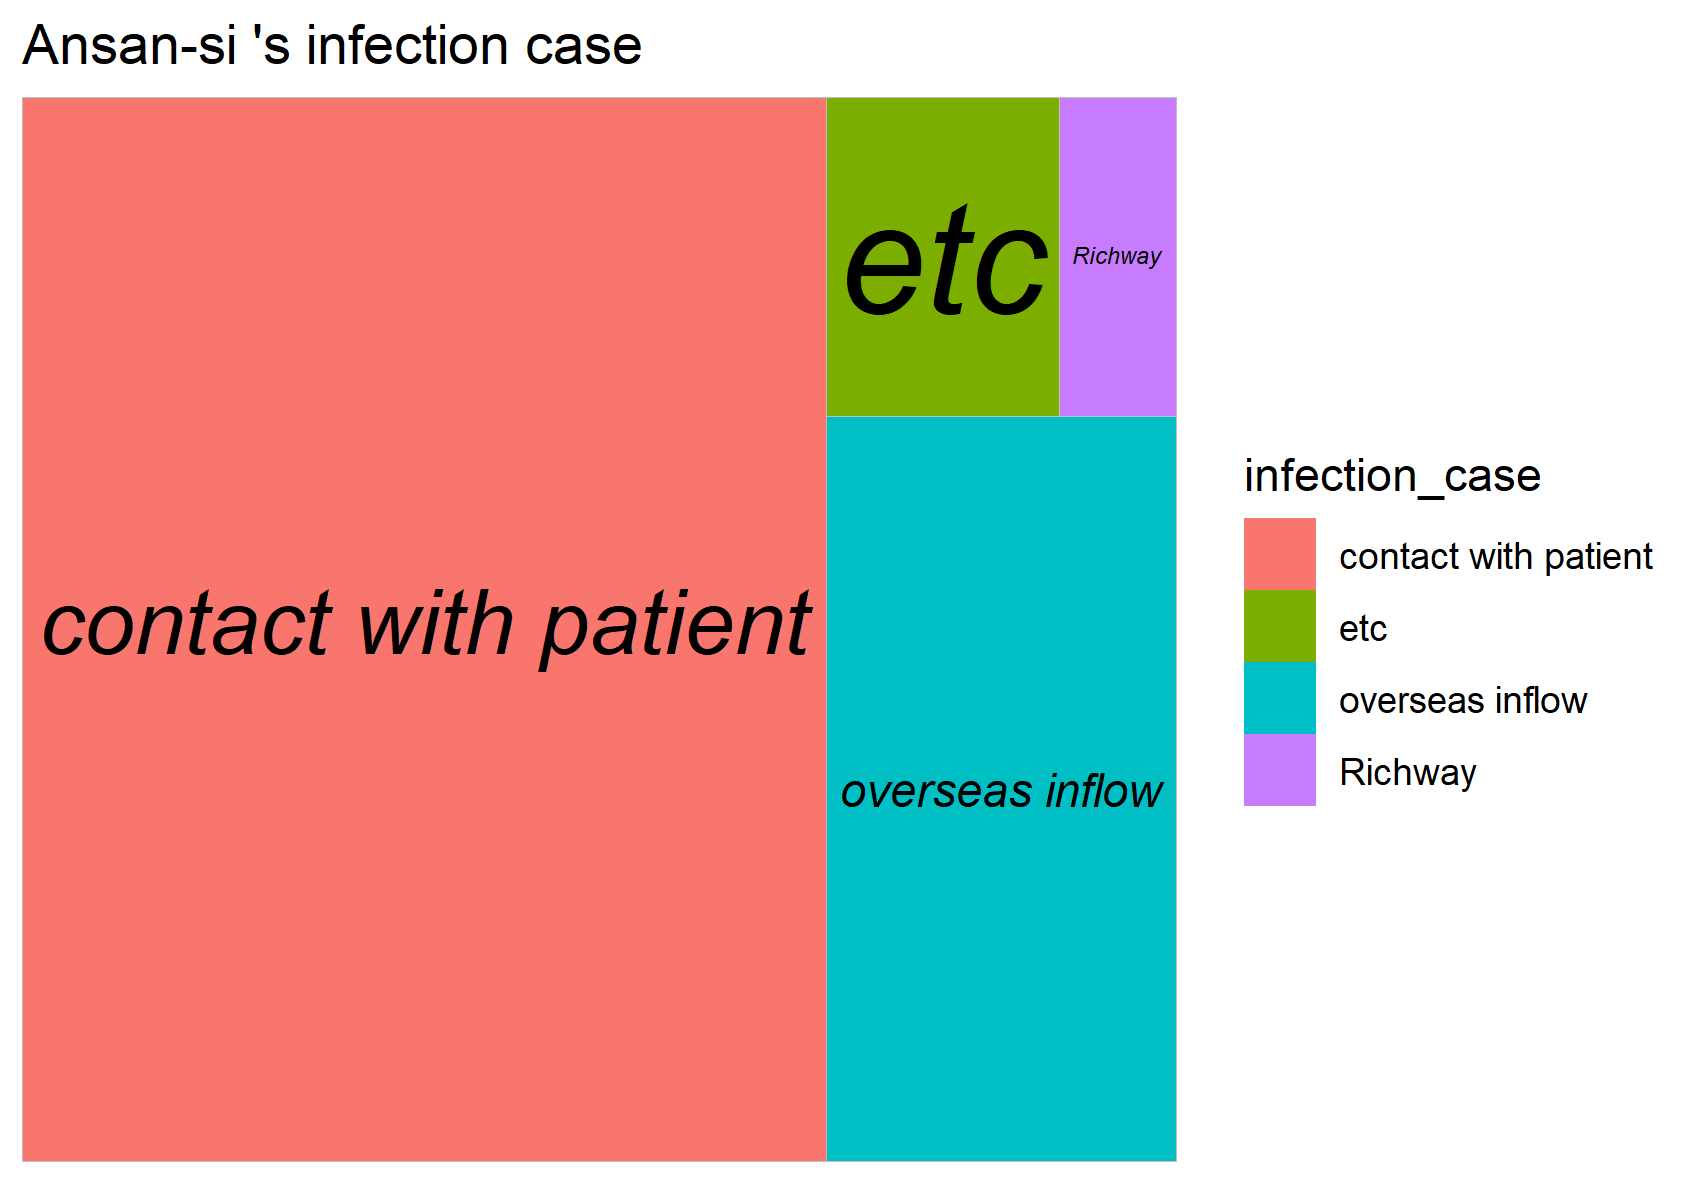 Ansan-si 's infection case
etc
Richway
contact with patient
overseas inflow
infection_case
contact with patient
etc
overseas inflow
Richway